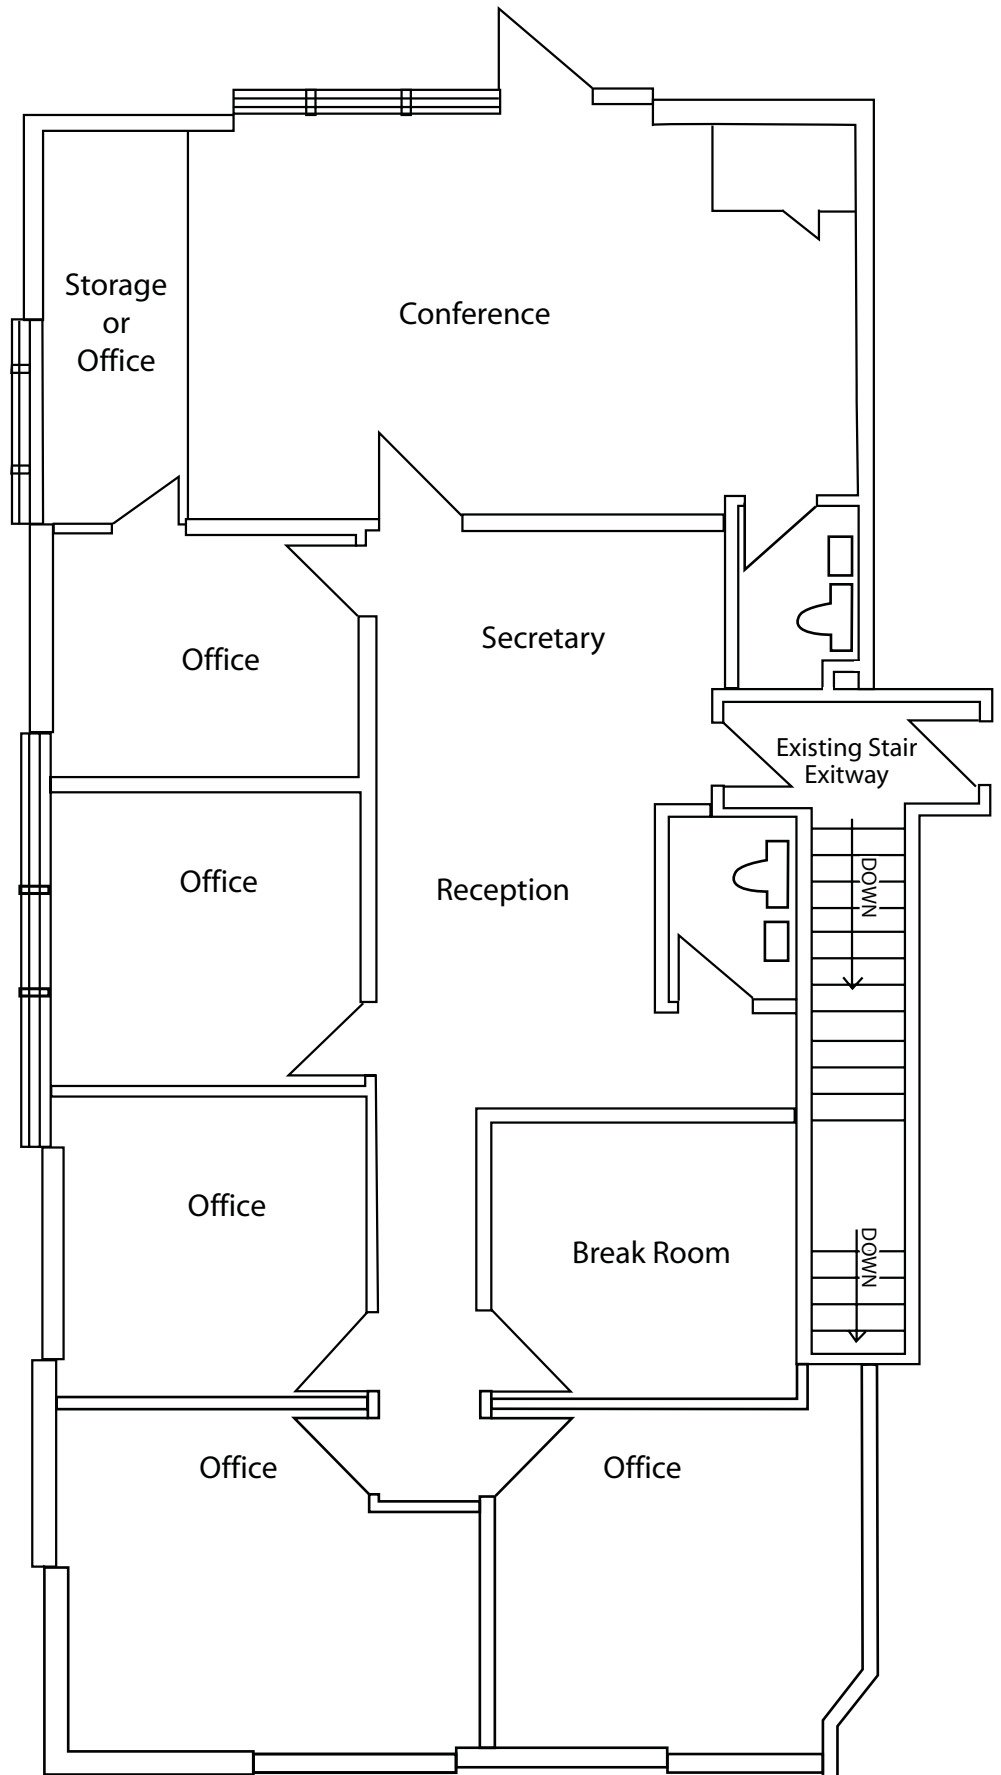 Storage
or
Office
Conference
Secretary
Office
Existing Stair
Exitway
Office
Reception
DOWN
Office
Break Room
DOWN
Office
Office